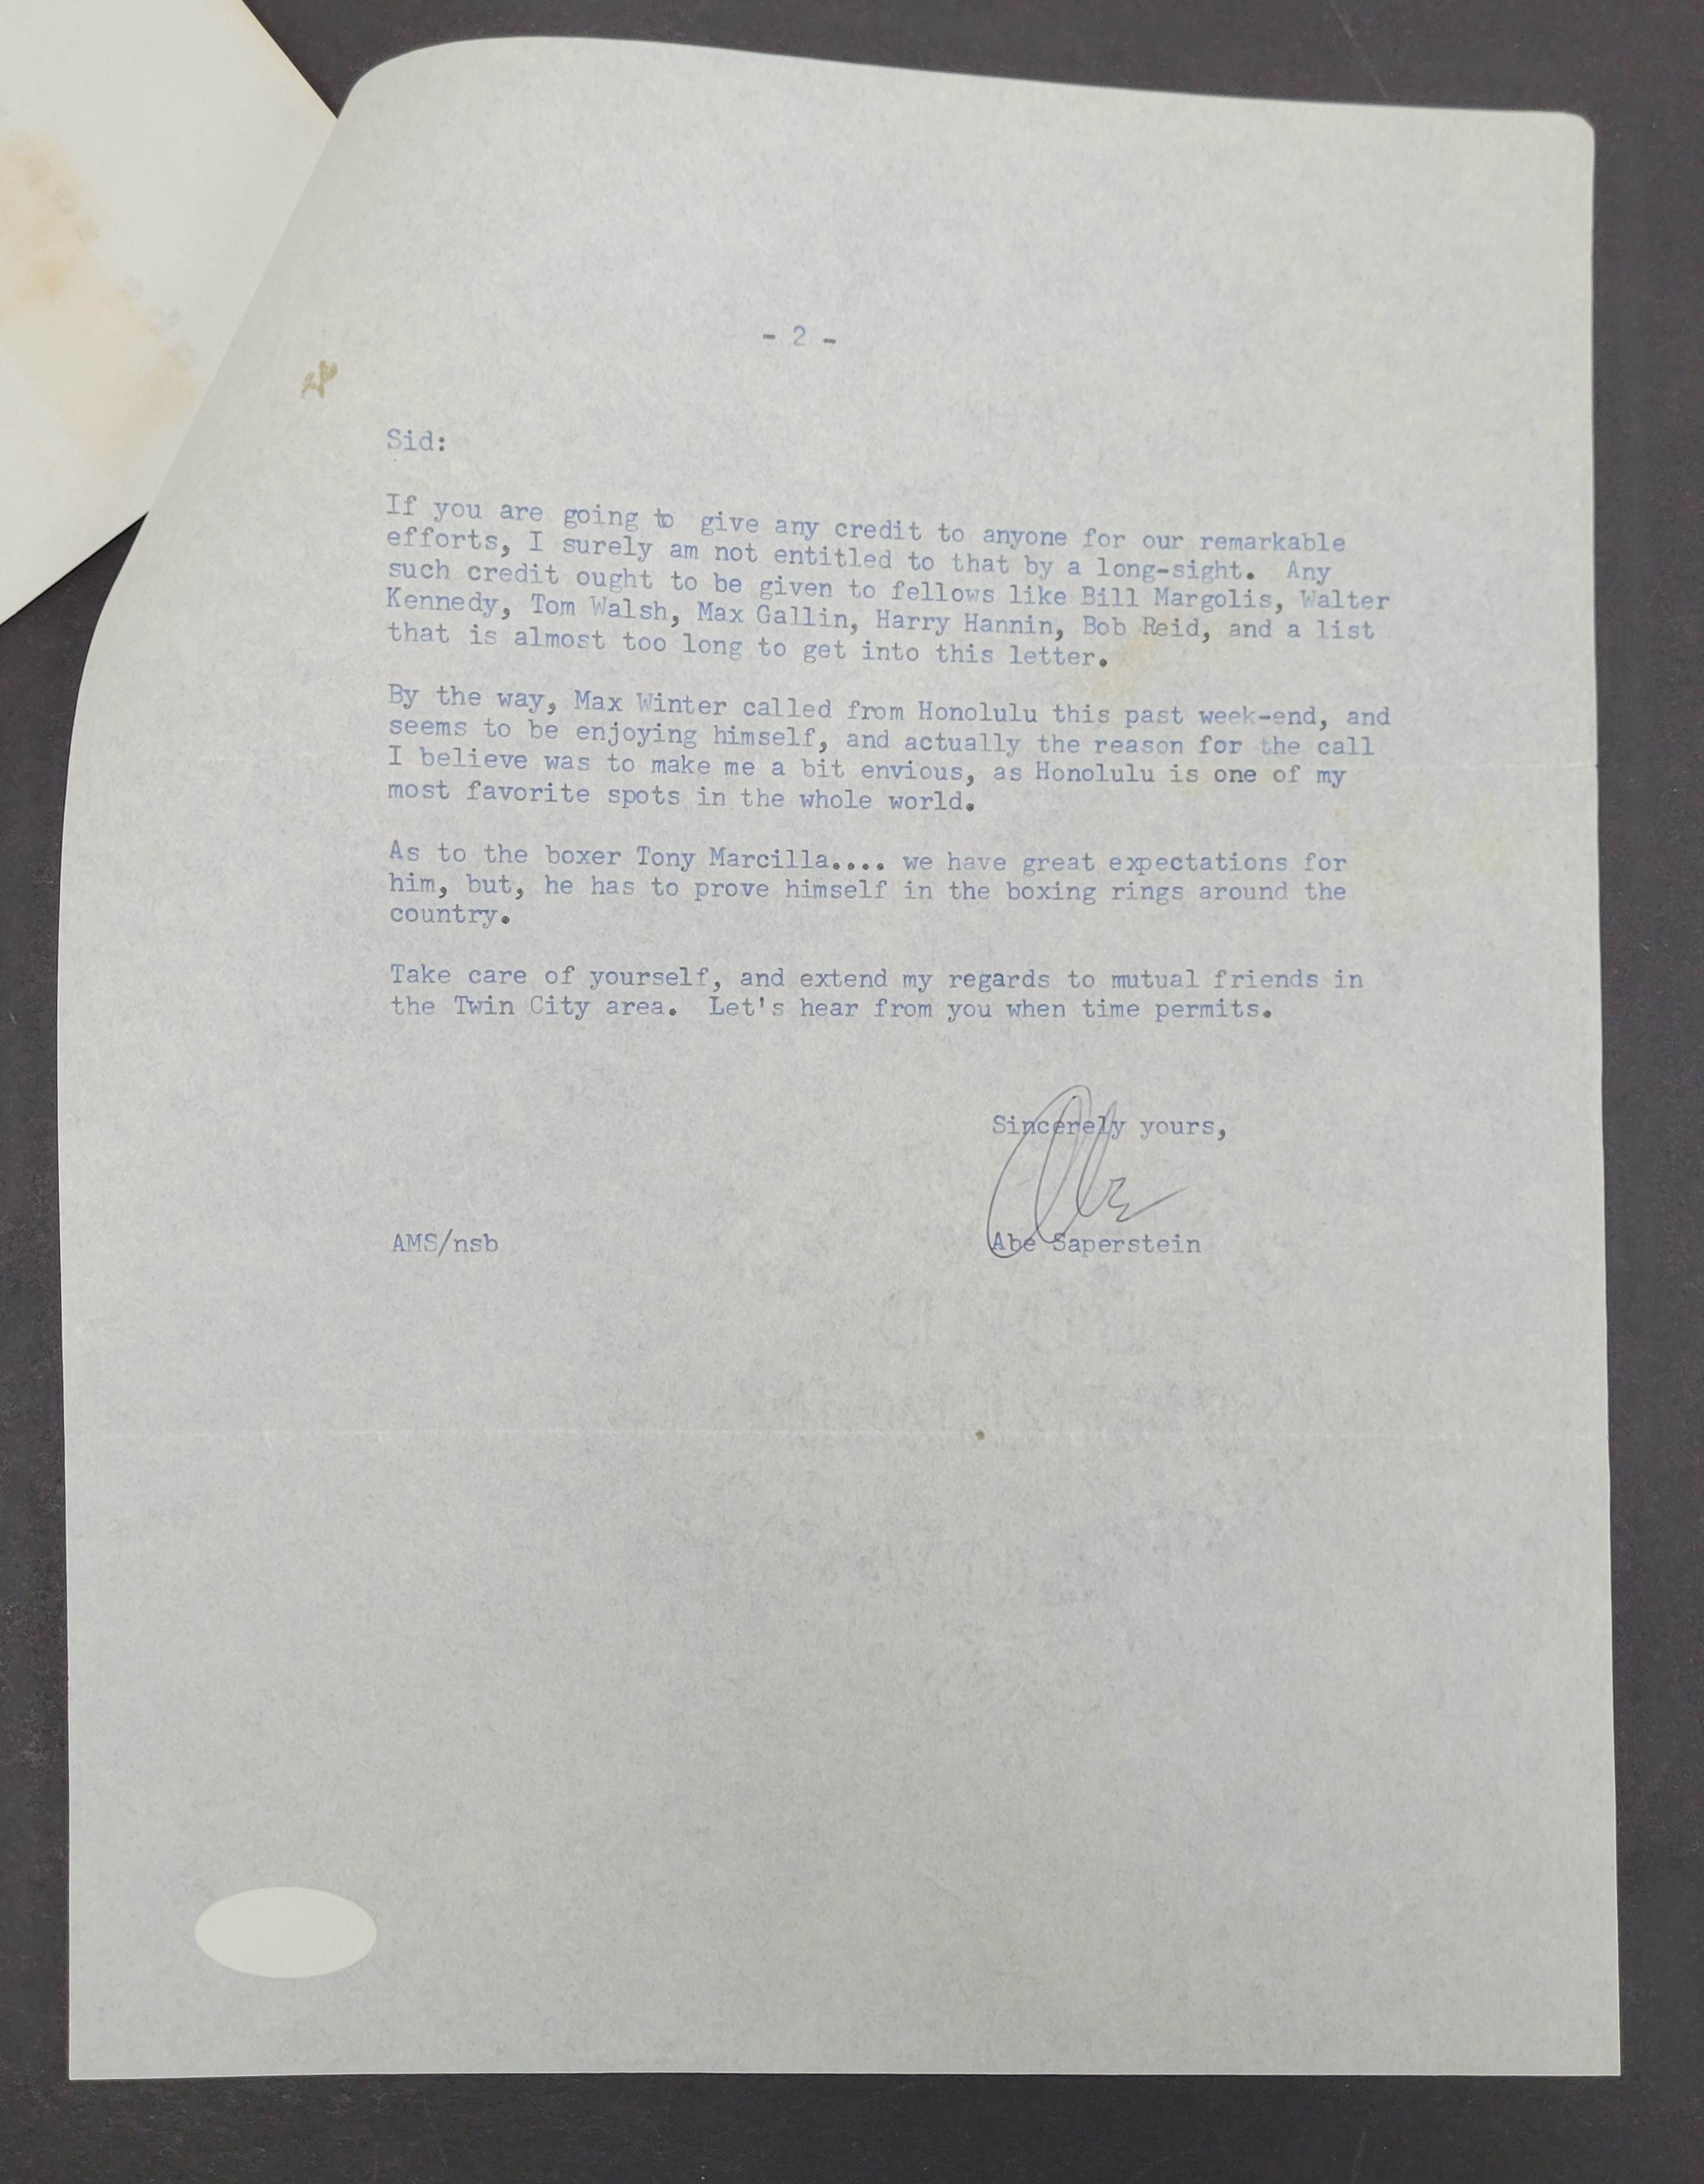 - 2 -
Sid:
If you are going to give any credit to anyone for our remarkable
efforts, I surely am not entitled to that by a long-sight. Any
such credit ought to be given to fellows like Bill Margolis, Walter
Kennedy, Tom Walsh, Max Gallin, Harry Hannin, Bob Reid, and a list
that is almost too long to get into this letter.
By the way, Max Winter called from Honolulu this past week-end, and
seems to be enjoying himself, and actually the reason for the call
I believe was to make me a bit envious, as Honolulu is one of my
most favorite spots in the whole world.
As to the boxer Tony Marcilla.... we have great expectations for
him, but, he has to prove himself in the boxing rings around the
country.
Take care of yourself, and extend my regards to mutual friends in
the Twin City area. Let's hear from you when time permits.
Sincerely yours,
Abe
AMS/nsb Abe Saperstein